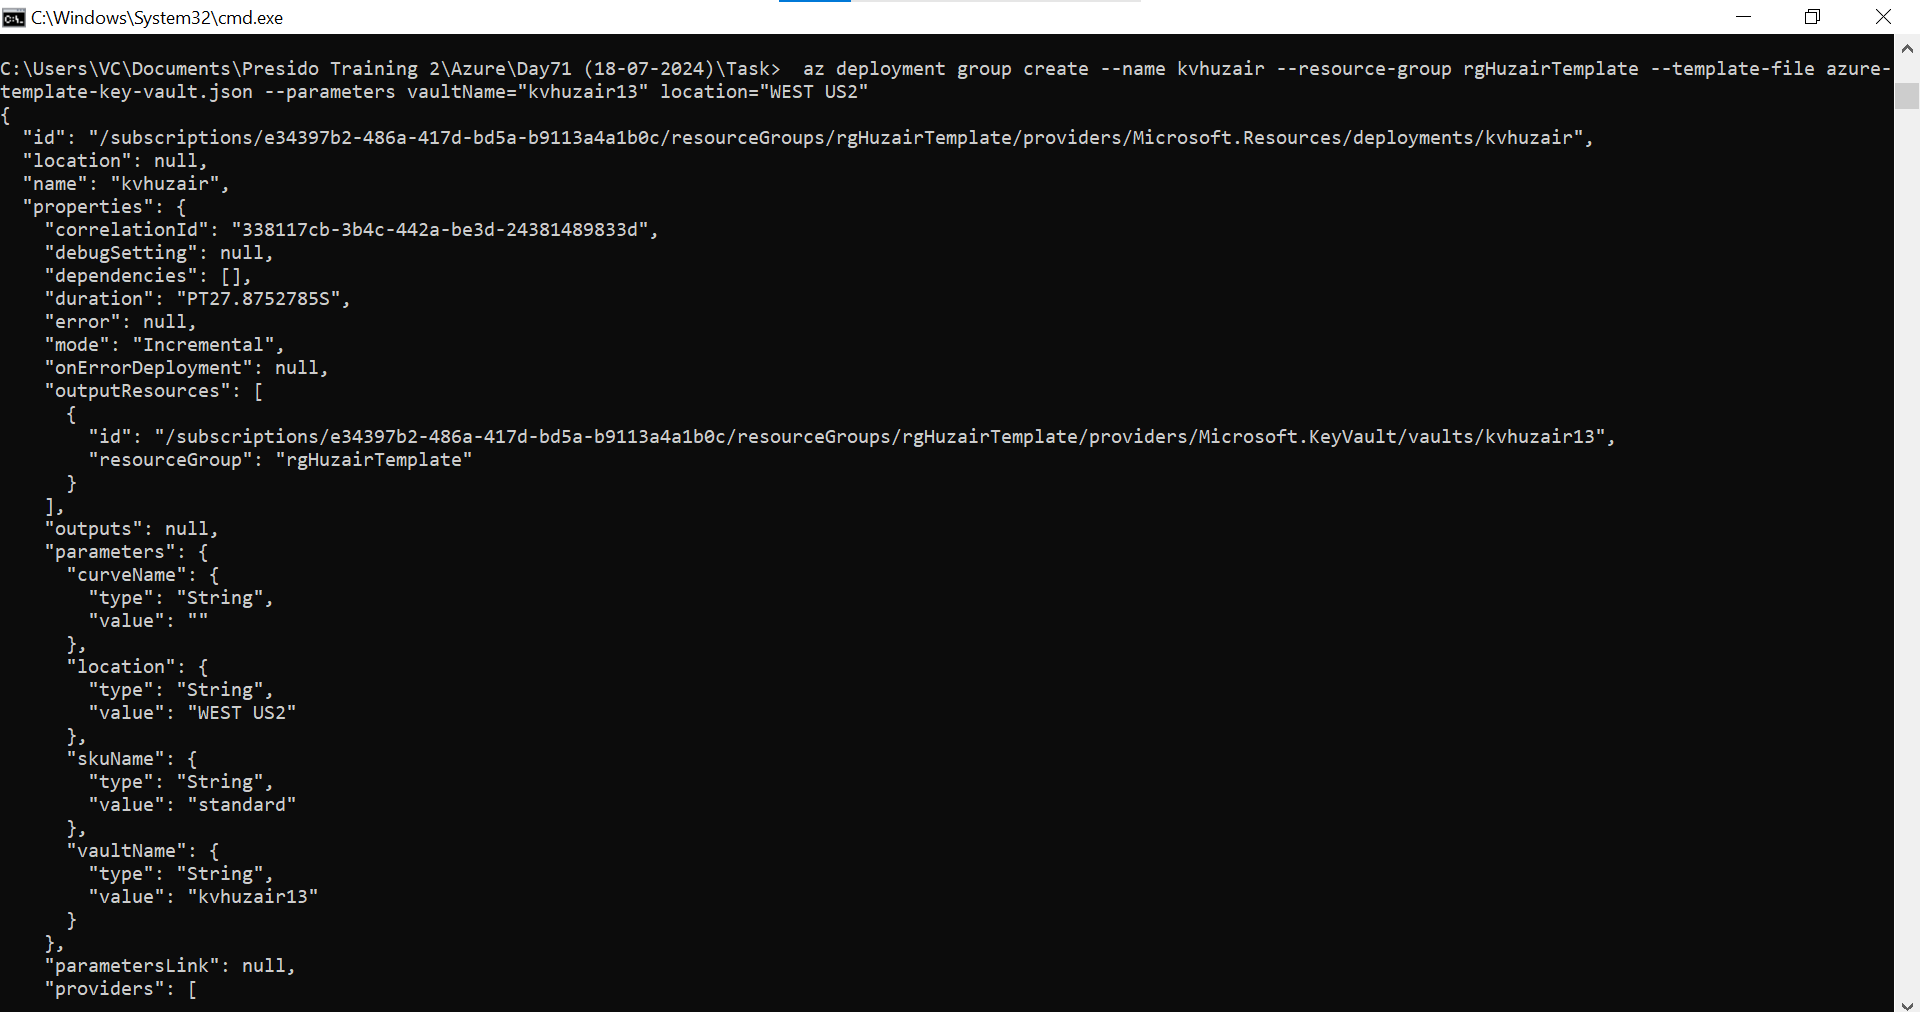 C:\Windows\System32\cmd.exe
C:\Users\VC\Documents\Presido Training 2\Azure\Day71 (18-07-2024)\Task>  az deployment group create --name kvhuzair --resource-group rgHuzairTemplate --template-file azure-
template-key-vault.json --parameters vaultName="kvhuzair13" location="WEST US2"
{
  "id": "/subscriptions/e34397b2-486a-417d-bd5a-b9113a4a1b0c/resourceGroups/rgHuzairTemplate/providers/Microsoft.Resources/deployments/kvhuzair",
  "location": null,
  "name": "kvhuzair",
  "properties": {
    "correlationId": "338117cb-3b4c-442a-be3d-24381489833d",
    "debugSetting": null,
    "dependencies": [],
    "duration": "PT27.8752785S",
    "error": null,
    "mode": "Incremental",
    "onErrorDeployment": null,
    "outputResources": [
      {
        "id": "/subscriptions/e34397b2-486a-417d-bd5a-b9113a4a1b0c/resourceGroups/rgHuzairTemplate/providers/Microsoft.KeyVault/vaults/kvhuzair13",
        "resourceGroup": "rgHuzairTemplate"
      }
    ],
    "outputs": null,
    "parameters": {
      "curveName": {
        "type": "String",
        "value": ""
      },
      "location": {
        "type": "String",
        "value": "WEST US2"
      },
      "skuName": {
        "type": "String",
        "value": "standard"
      },
      "vaultName": {
        "type": "String",
        "value": "kvhuzair13"
      }
    },
    "parametersLink": null,
    "providers": [